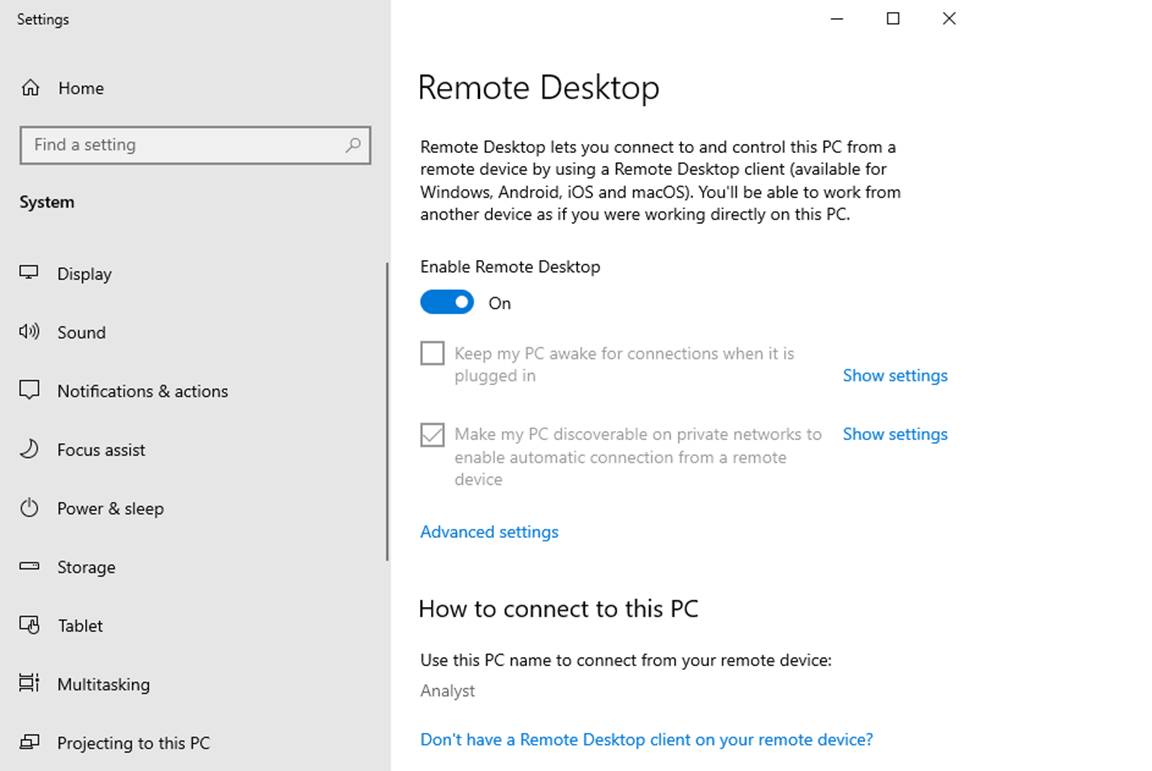 Settings
Home
Find a setting
System
Display
Sound
Notifications & actions
Focus assist
Power & sleep
Storage
Tablet
Multitasking
Projecting to this PC
Remote Desktop
Remote Desktop lets you connect to and control this PC from a
remote device by using a Remote Desktop client (available for
Windows, Android, iOS and macOS). You'll be able to work from
another device as if you were working directly on this PC.
Enable Remote Desktop
On
Keep my PC awake for connections when it is
plugged in
Show settings
Make my PC discoverable on private networks to
enable automatic connection from a remote
device
Show settings
Advanced settings
How to connect to this PC
Use this PC name to connect from your remote device:
Analyst
Don't have a Remote Desktop client on your remote device?